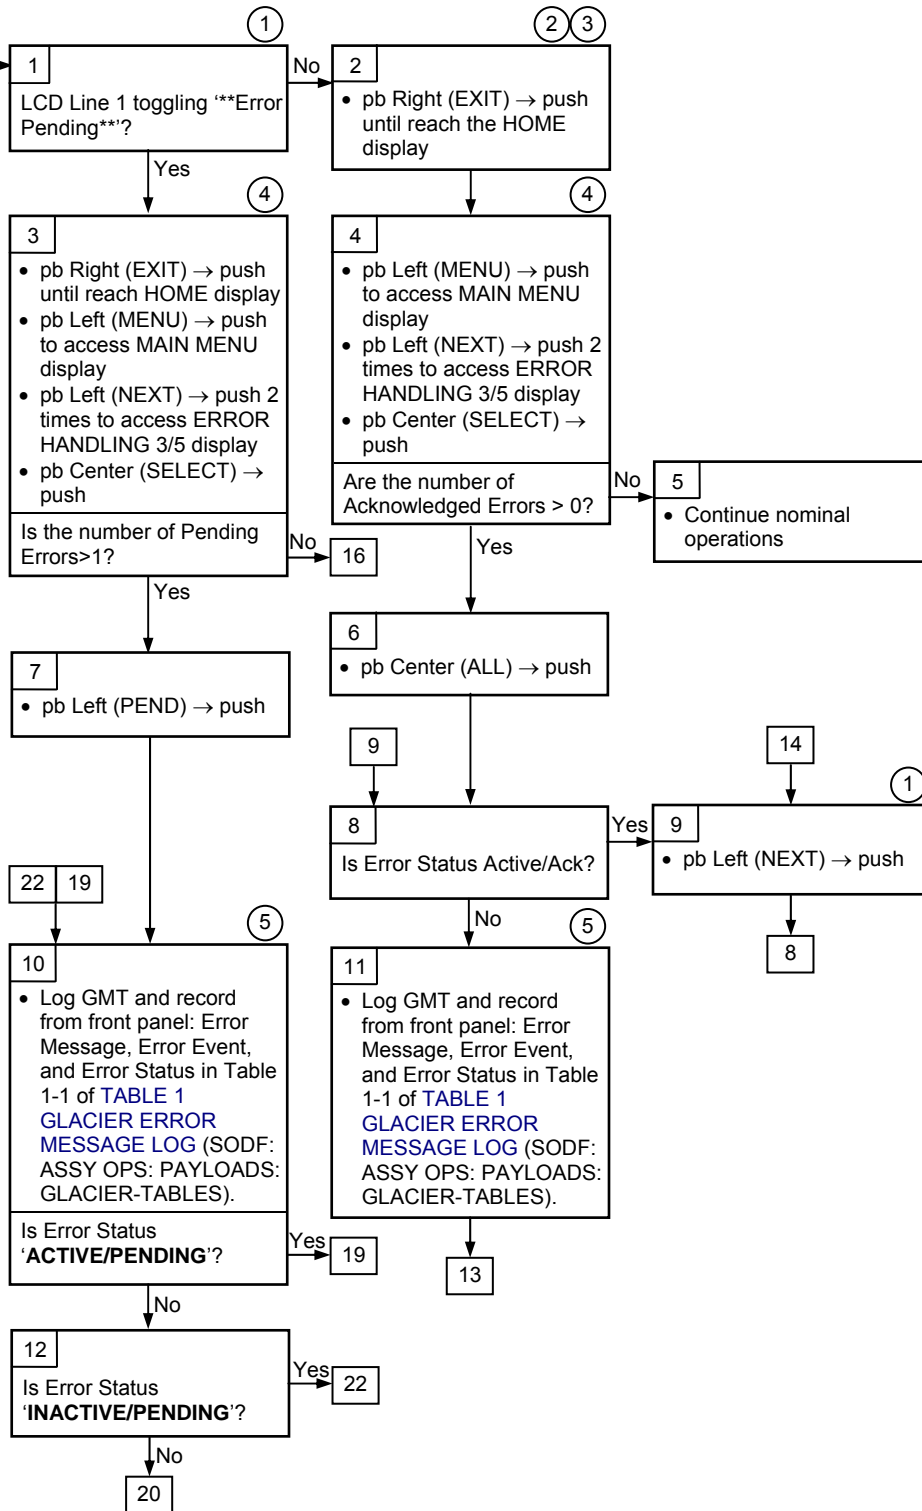 1
2 3
1
LCD Line 1 toggling ‘**Error
Pending**’?
No
Yes
2
• pb Right (EXIT) → push
until reach the HOME
display
4
3
• pb Right (EXIT) → push
until reach HOME display
• pb Left (MENU) → push
to access MAIN MENU
display
• pb Left (NEXT) → push 2
times to access ERROR
HANDLING 3/5 display
• pb Center (SELECT) →
push
Is the number of Pending
Errors>1?
No
16
Yes
4
4
• pb Left (MENU) → push
to access MAIN MENU
display
• pb Left (NEXT) → push 2
times to access ERROR
HANDLING 3/5 display
• pb Center (SELECT) →
push
Are the number of
Acknowledged Errors > 0?
No
Yes
5
• Continue nominal
operations
7
• pb Left (PEND) → push
6
• pb Center (ALL) → push
9
8
Is Error Status Active/Ack?
Yes
No
14
1
9
• pb Left (NEXT) → push
8
22 19
5
10
• Log GMT and record
from front panel: Error
Message, Error Event,
and Error Status in Table
1-1 of TABLE 1
GLACIER ERROR
MESSAGE LOG (SODF:
ASSY OPS: PAYLOADS:
GLACIER-TABLES).
Is Error Status
‘ACTIVE/PENDING’?
Yes
19
No
5
11
• Log GMT and record
from front panel: Error
Message, Error Event,
and Error Status in Table
1-1 of TABLE 1
GLACIER ERROR
MESSAGE LOG (SODF:
ASSY OPS: PAYLOADS:
GLACIER-TABLES).
13
12
Is Error Status
‘INACTIVE/PENDING’?
Yes
22
No
20